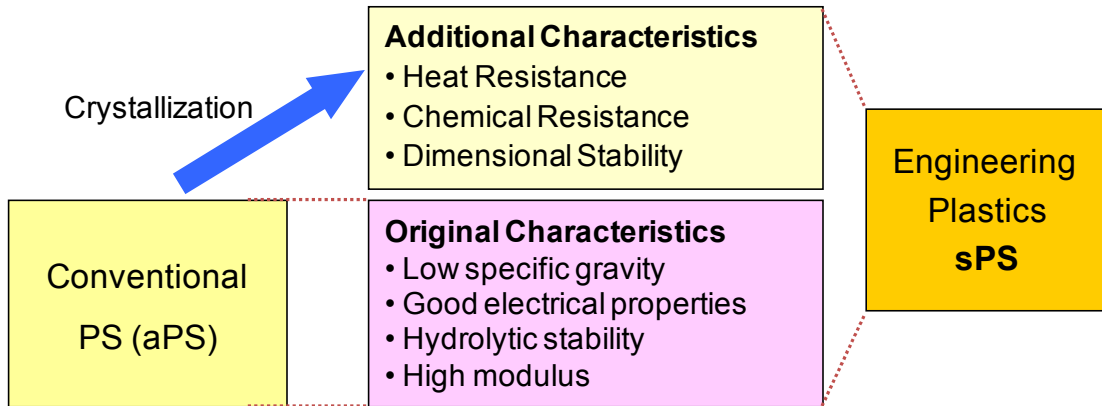 Crystallization
Additional Characteristics
• Heat Resistance
• Chemical Resistance
• Dimensional Stability
Conventional
PS (aPS)
Original Characteristics
• Low specific gravity
• Good electrical properties
• Hydrolytic stability
• High modulus
Engineering
Plastics
sPS